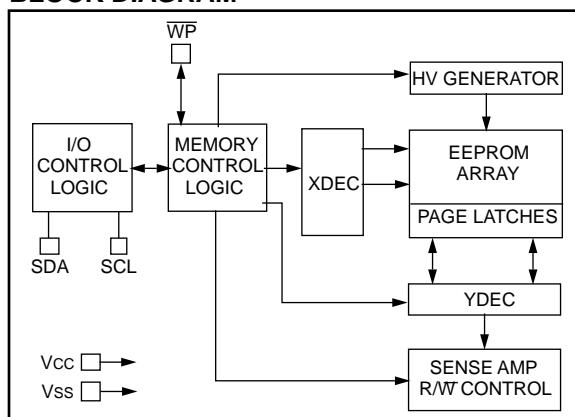 BLOCK DIAGRAM
WP
HV GENERATOR
I/O
CONTROL
LOGIC
MEMORY
CONTROL
LOGIC
XDEC
EEPROM
ARRAY
PAGE LATCHES
SDA
SCL
YDEC
VCC
VSS
SENSE AMP
R/W CONTROL